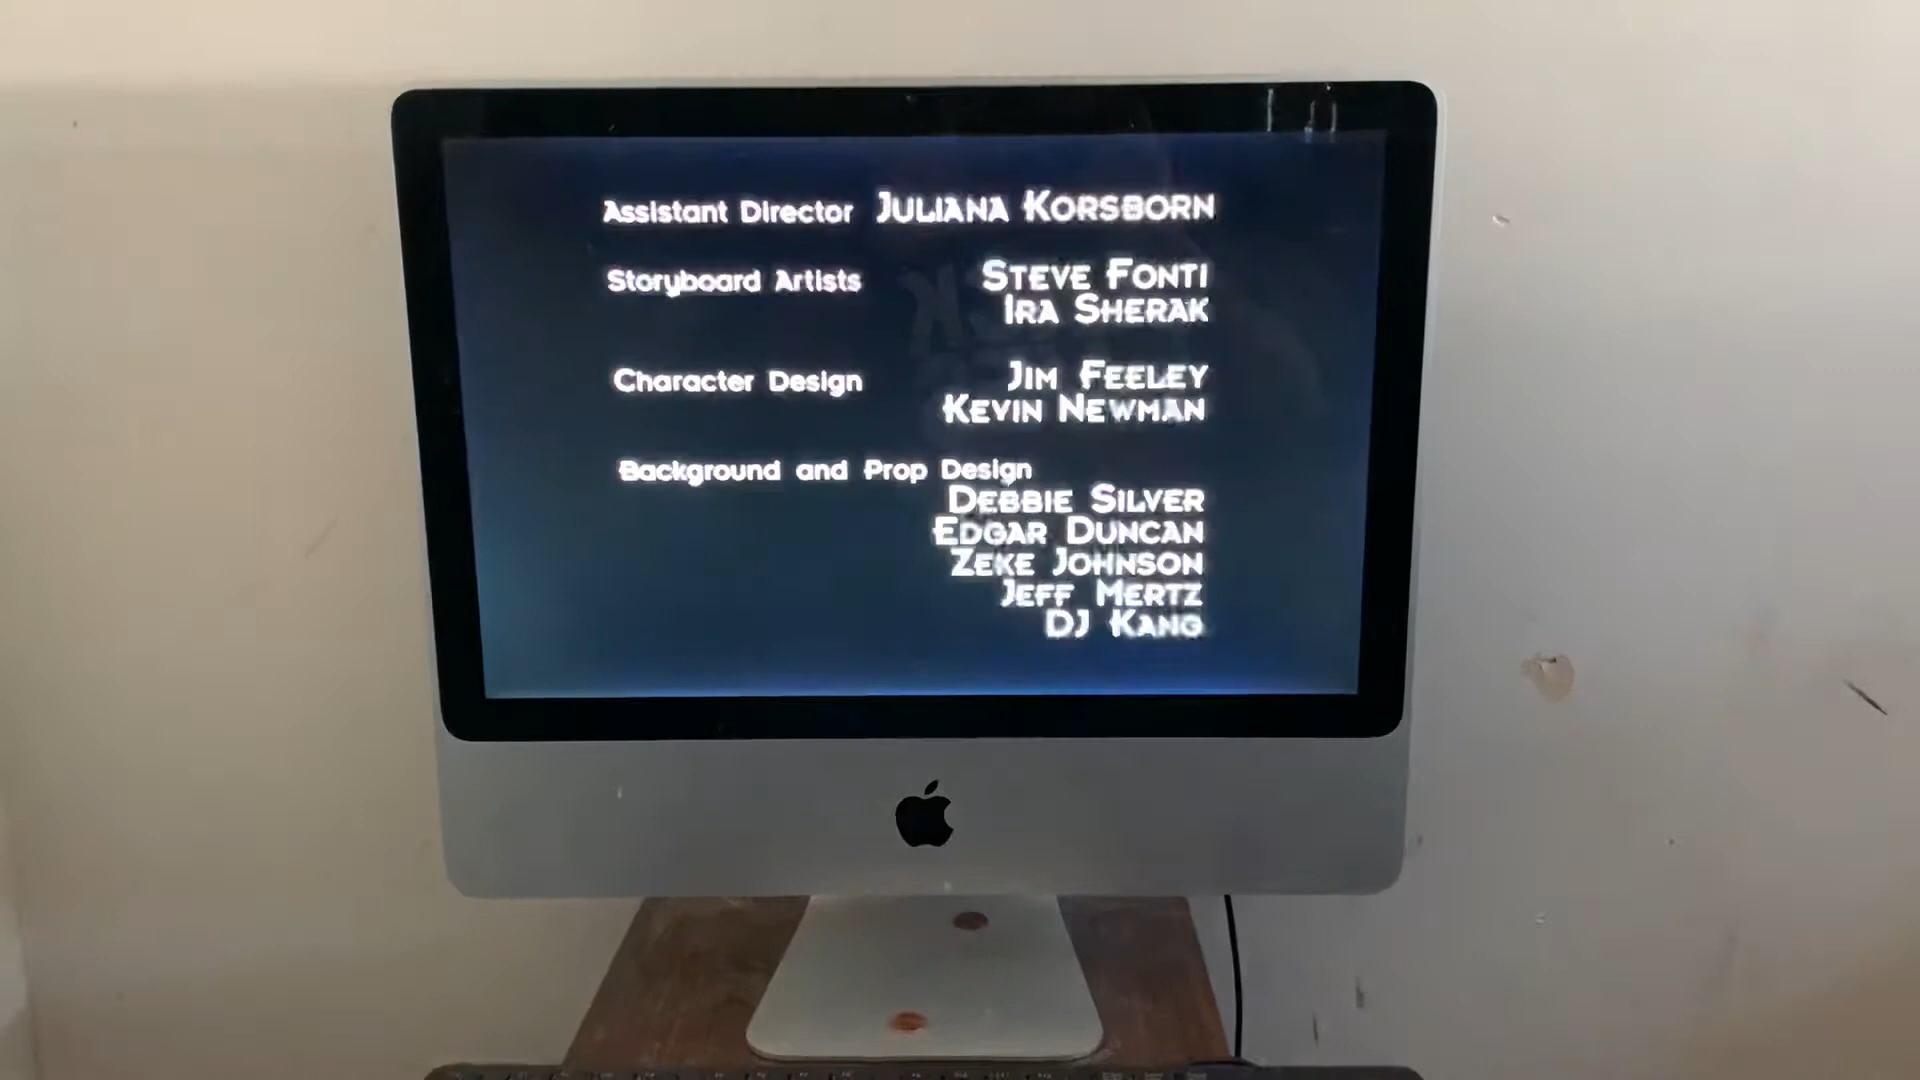 Assistant Director JULIANA KORSBORN
Storyboard Artists STEVE FONTI
IRA SHERAK
Character Design JIM FEELEY
KEVIN NEWMAN
Background and Prop Design
DEBBIE SILVER
EDGAR DUNCAN
ZEKE JOHNSON
JEFF MERTZ
DJ KANG